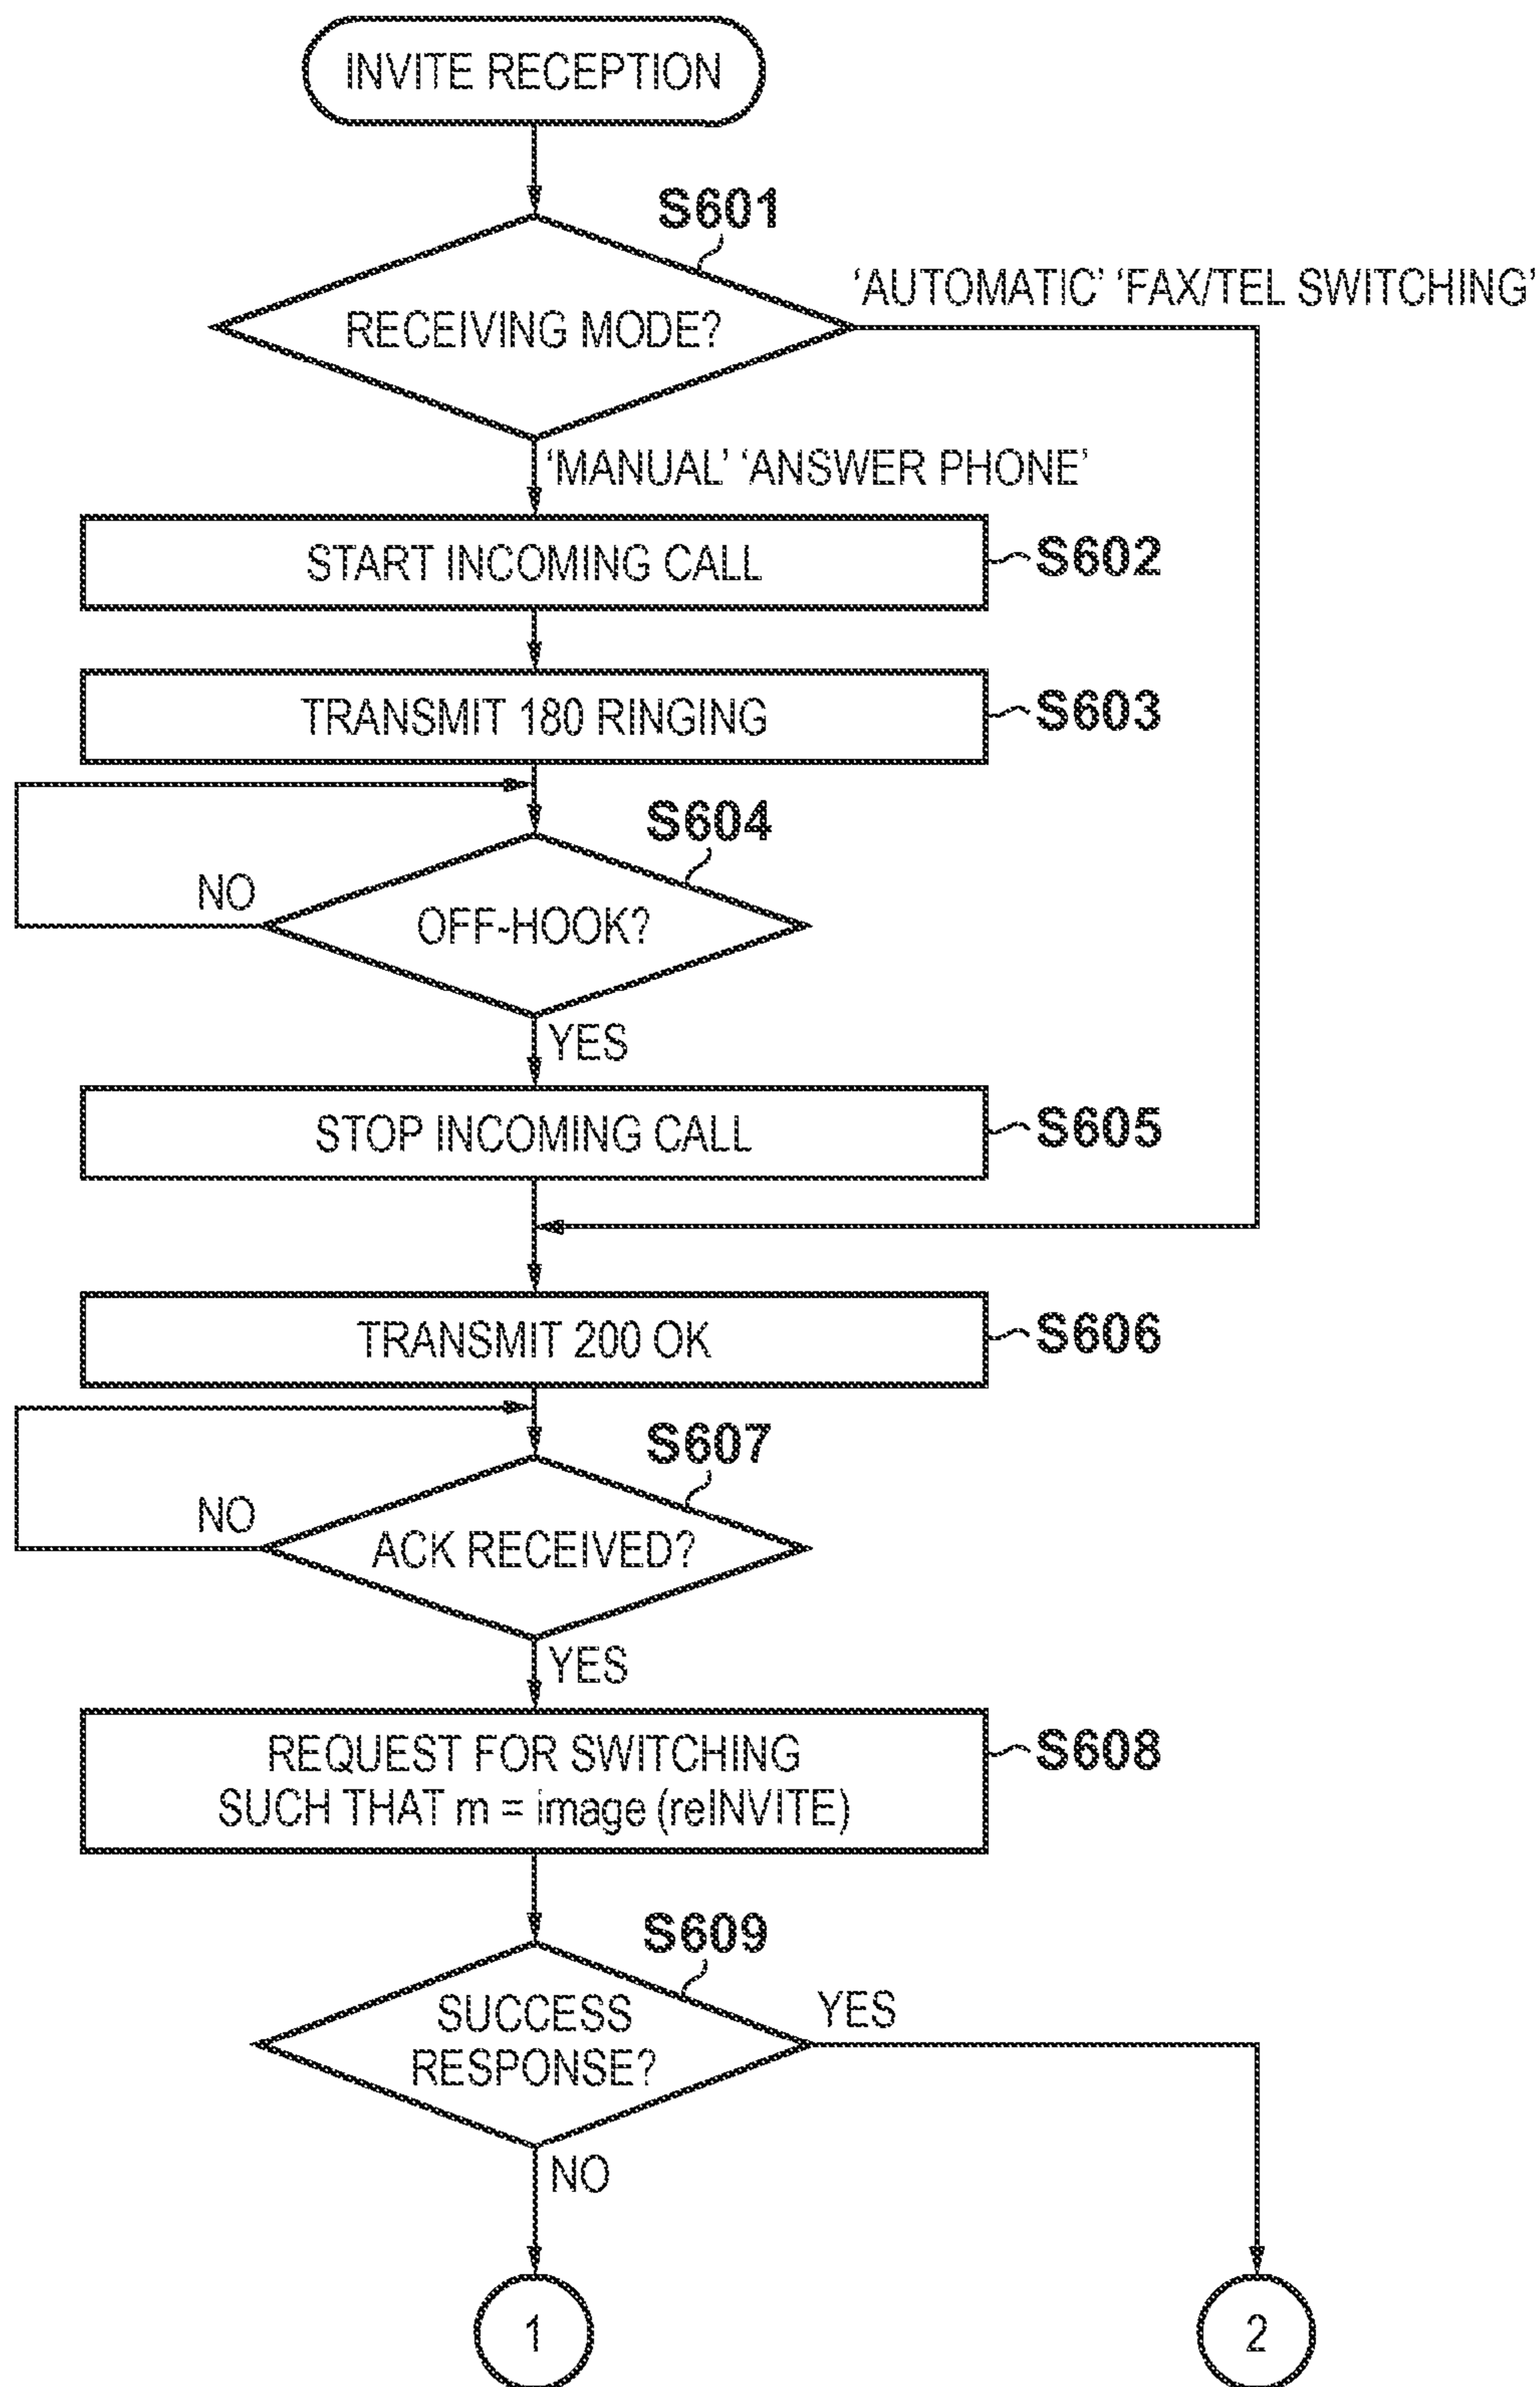 INVITE RECEPTION
S601
RECEIVING MODE?
‘AUTOMATIC’ ‘FAX/TEL SWITCHING’
‘MANUAL’ ‘ANSWER PHONE’
START INCOMING CALL
S602
TRANSMIT 180 RINGING
S603
S604
NO
OFF-HOOK?
YES
STOP INCOMING CALL
S605
TRANSMIT 200 OK
S606
S607
NO
ACK RECEIVED?
YES
REQUEST FOR SWITCHING
SUCH THAT m = image (reINVITE)
S608
S609
SUCCESS
RESPONSE?
YES
NO
1
2